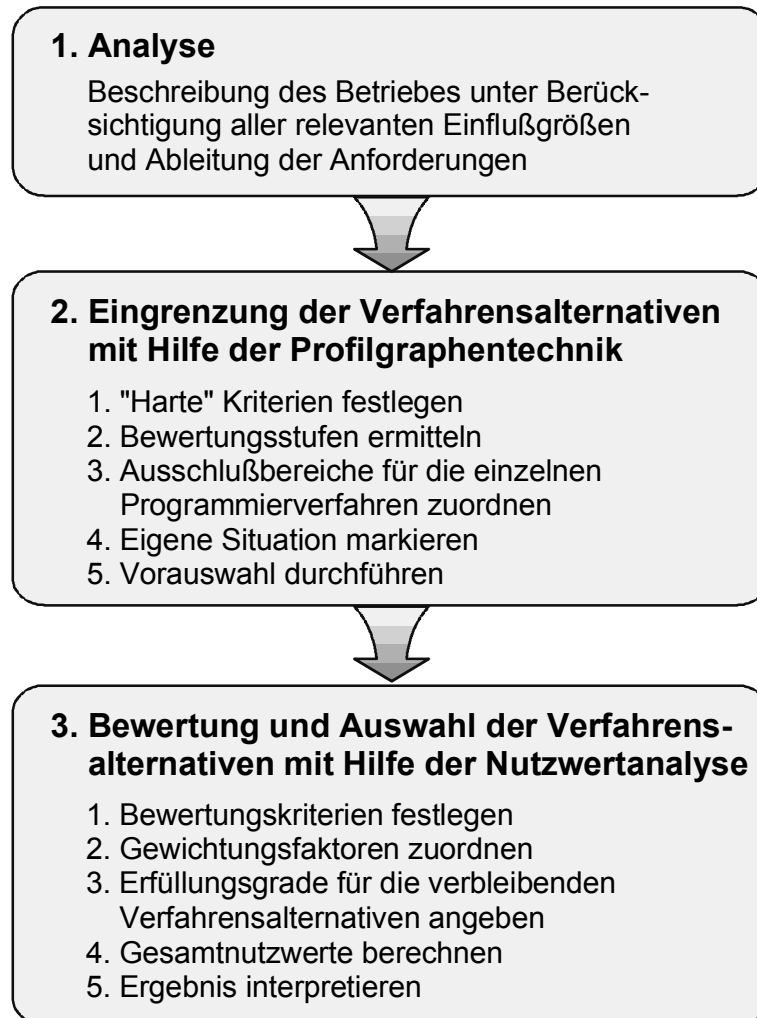 1. Analyse
Beschreibung des Betriebes unter Berück-
sichtigung aller relevanten Einflußgrößen
und Ableitung der Anforderungen
2. Eingrenzung der Verfahrensalternativen
mit Hilfe der Profilgraphentechnik
1. "Harte" Kriterien festlegen
2. Bewertungsstufen ermitteln
3. Ausschlußbereiche für die einzelnen
Programmierverfahren zuordnen
4. Eigene Situation markieren
5. Vorauswahl durchführen
3. Bewertung und Auswahl der Verfahrens-
alternativen mit Hilfe der Nutzwertanalyse
1. Bewertungskriterien festlegen
2. Gewichtungsfaktoren zuordnen
3. Erfüllungsgrade für die verbleibenden
Verfahrensalternativen angeben
4. Gesamtnutzwerte berechnen
5. Ergebnis interpretieren